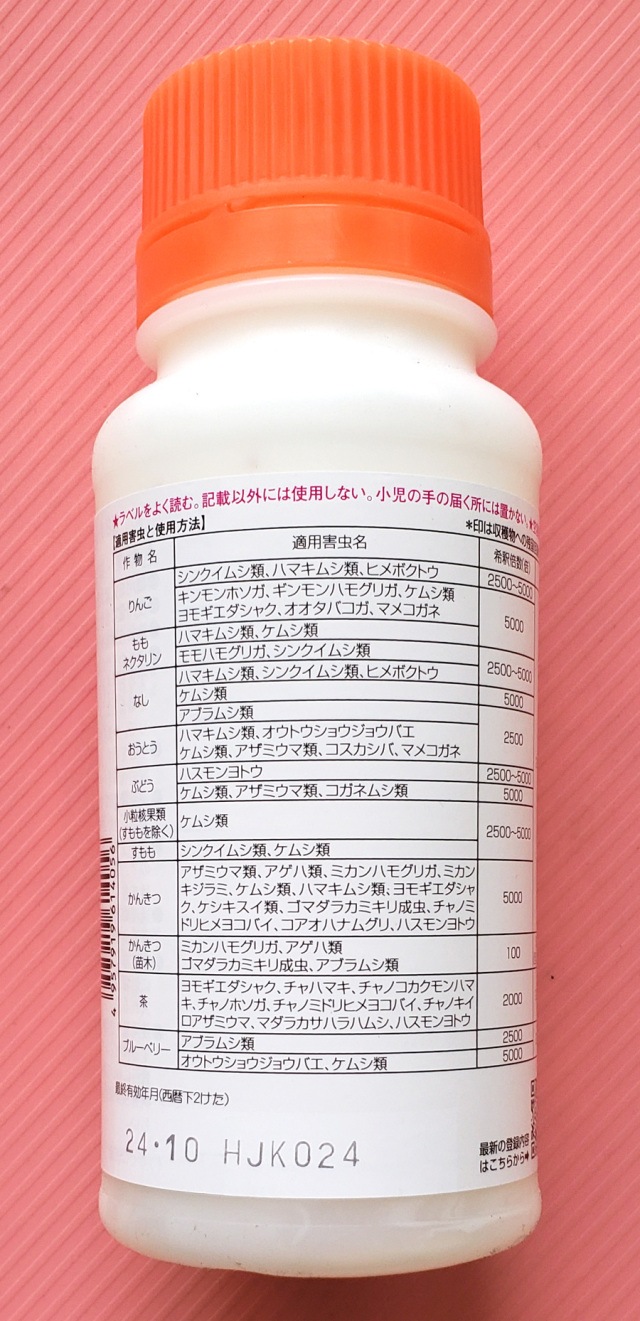 ★ラベルをよく読む。記載以外には使用しない。小児の手の届く所には置かない。
【適用害虫と使用方法】
*印は収穫物への
作物名 適用害虫名 希釈倍数(倍)
りんご シンクイムシ類、ハマキムシ類、ヒメボクトウ 2500~5000
キンモンホソガ、ギンモンハモグリガ、ケムシ類
ヨモギエダシャク、オオタバコガ、マメコガネ
5000
もも
ネクタリン
ハマキムシ類、ケムシ類
モモハモグリガ、シンクイムシ類
なし ハマキムシ類、シンクイムシ類、ヒメボクトウ 2500~5000
ケムシ類 5000
アブラムシ類
2500
おうとう ハマキムシ類、オウトウショウジョウバエ
ケムシ類、アザミウマ類、コスカシバ、マメコガネ
ぶどう ハスモンヨトウ 2500~5000
ケムシ類、アザミウマ類、コガネムシ類 5000
小粒核果類
(すももを除く)
ケムシ類
2500~5000
すもも シンクイムシ類、ケムシ類
かんきつ アザミウマ類、アゲハ類、ミカンハモグリガ、ミカン
キジラミ、ケムシ類、ハマキムシ類、ヨモギエダシャ
ク、ケシキスイ類、ゴマダラカミキリ成虫、チャノミ
ドリヒメヨコバイ、コアオハナムグリ、ハスモンヨトウ
5000
かんきつ
(苗木)
ミカンハモグリガ、アゲハ類
ゴマダラカミキリ成虫、アブラムシ類
100
茶 ヨモギエダシャク、チャハマキ、チャノコカクモンハマ
キ、チャノホソガ、チャノミドリヒメヨコバイ、チャノキイ
ロアザミウマ、マダラカサハラハムシ、ハスモンヨトウ
2000
ブルーベリー アブラムシ類 2500
オウトウショウジョウバエ、ケムシ類 5000
4 957919 614056
最終有効年月(西暦下2けた)
24・10 HJK024
最新の登録内容
はこちらから➡